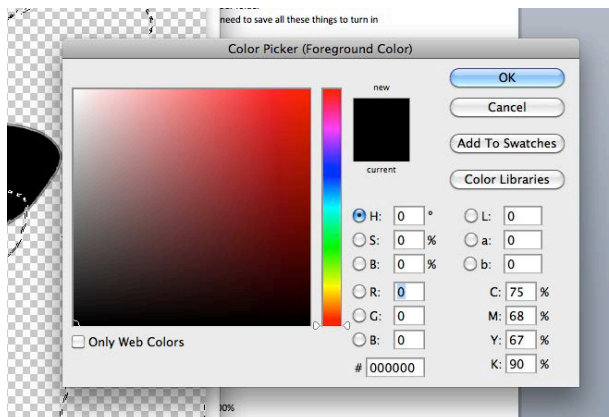 need to save all these things to turn in
Color Picker (Foreground Color)
new
current
OK
Cancel
Add To Swatches
Color Libraries
H: 0 °
S: 0 %
B: 0 %
R: 0
G: 0
B: 0
# 000000
L: 0
a: 0
b: 0
C: 75 %
M: 68 %
Y: 67 %
K: 90 %
Only Web Colors